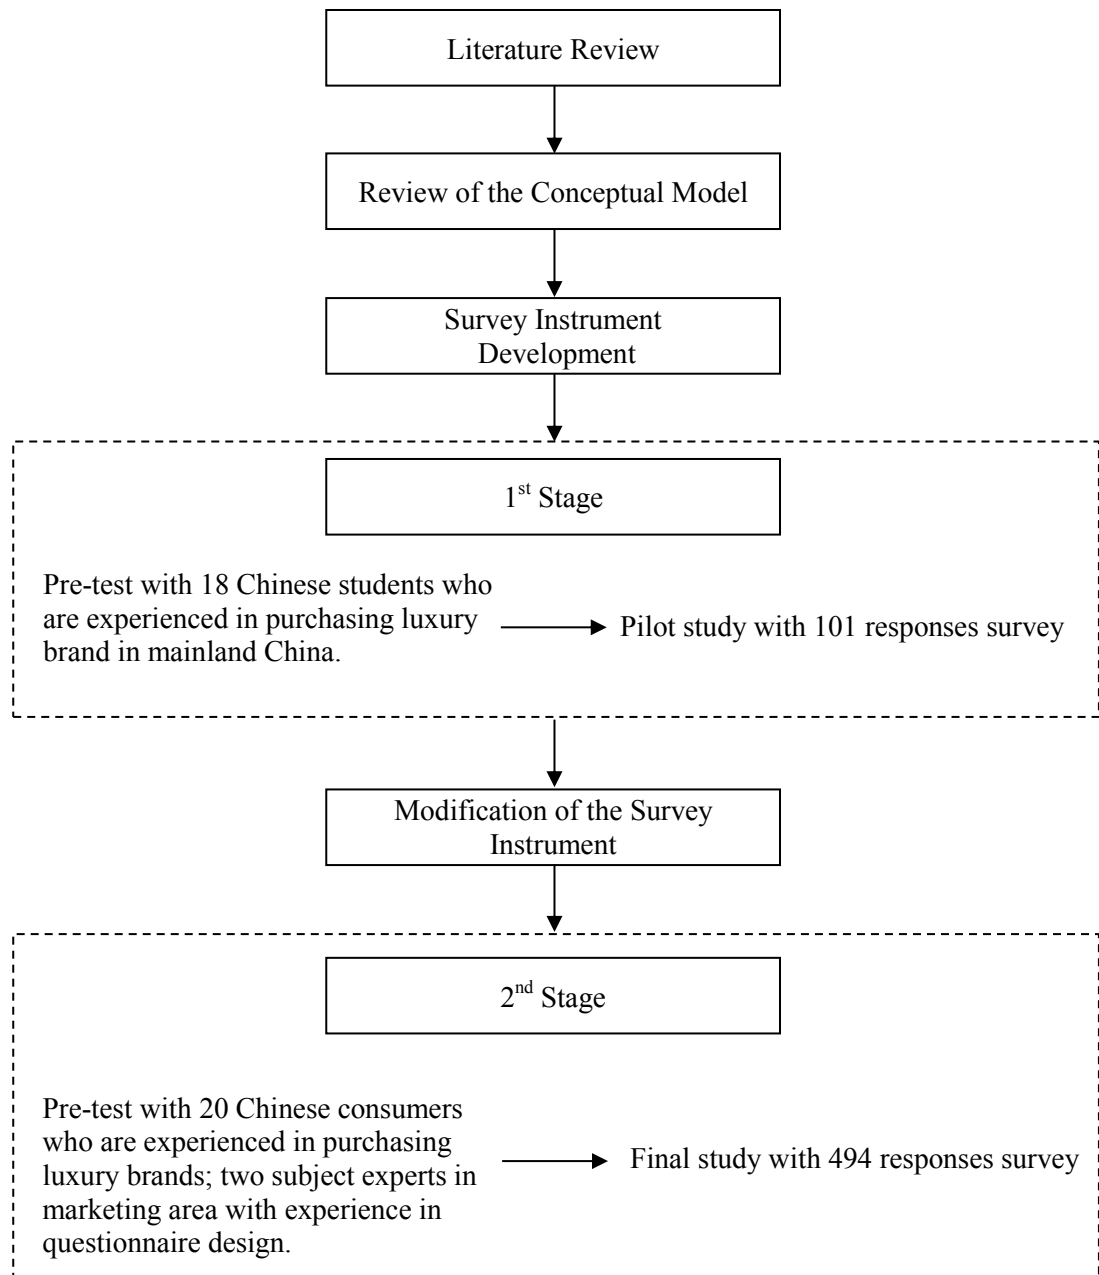 Literature Review
Review of the Conceptual Model
Survey Instrument
Development
1st Stage
Pre-test with 18 Chinese students who
are experienced in purchasing luxury
brand in mainland China.
Pilot study with 101 responses survey
Modification of the Survey
Instrument
2nd Stage
Pre-test with 20 Chinese consumers
who are experienced in purchasing
luxury brands; two subject experts in
marketing area with experience in
questionnaire design.
Final study with 494 responses survey